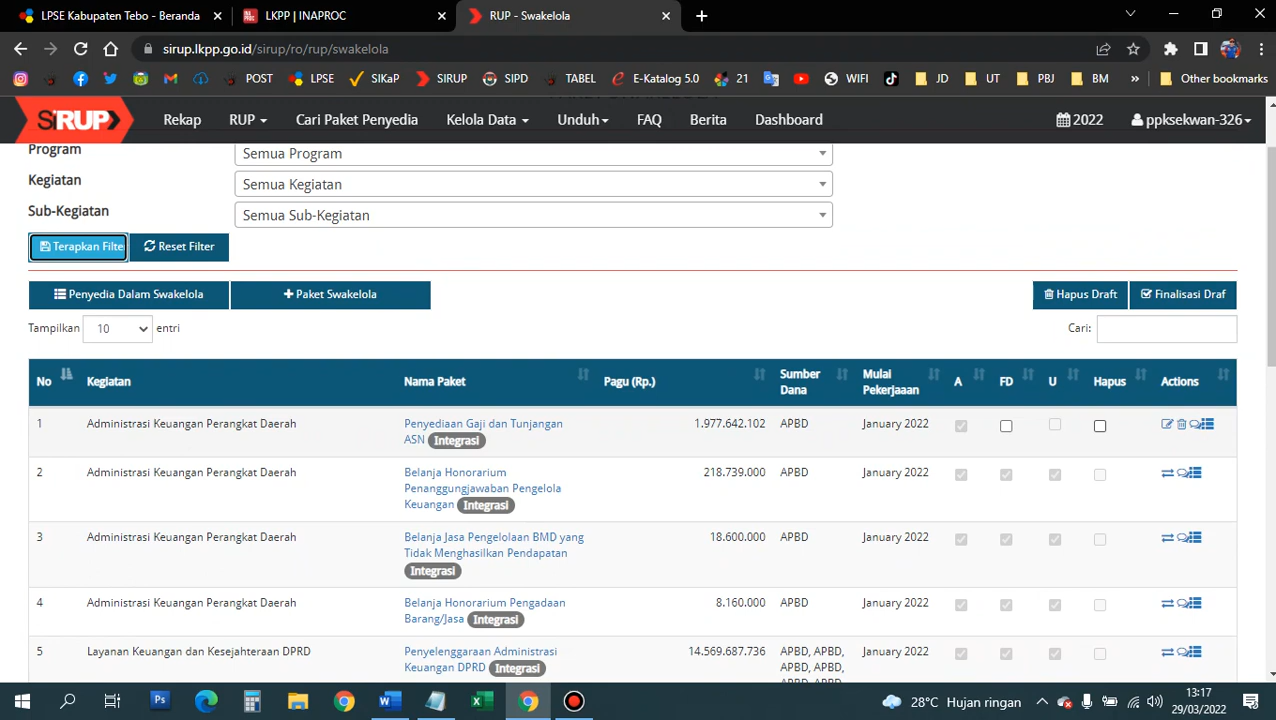 LPSE Kabupaten Tebo - Beranda
LKPP | INAPROC
RUP - Swakelola
sirup.lkpp.go.id/sirup/ro/rup/swakelola
POST LPSE SIKaP SIRUP SIPD TABEL E-Katalog 5.0 21 WIFI JD UT PBJ BM » Other bookmarks
SiRUP Rekap RUP Cari Paket Penyedia Kelola Data Unduh FAQ Berita Dashboard 2022 ppksekwan-326
Program Semua Program
Kegiatan Semua Kegiatan
Sub-Kegiatan Semua Sub-Kegiatan
Terapkan Filte Reset Filter
Penyedia Dalam Swakelola + Paket Swakelola Hapus Draft Finalisasi Draf
Tampilkan 10 entri Cari:
No Kegiatan Nama Paket Pagu (Rp.) Sumber Dana Mulai Pekerjaaan A FD U Hapus Actions
1 Administrasi Keuangan Perangkat Daerah Penyediaan Gaji dan Tunjangan 1.977.642.102 APBD January 2022
ASN Integrasi
2 Administrasi Keuangan Perangkat Daerah Belanja Honorarium 218.739.000 APBD January 2022
Penanggungjawaban Pengelola
Keuangan Integrasi
3 Administrasi Keuangan Perangkat Daerah Belanja Jasa Pengelolaan BMD yang 18.600.000 APBD January 2022
Tidak Menghasilkan Pendapatan
Integrasi
4 Administrasi Keuangan Perangkat Daerah Belanja Honorarium Pengadaan 8.160.000 APBD January 2022
Barang/Jasa Integrasi
5 Layanan Keuangan dan Kesejahteraan DPRD Penyelenggaraan Administrasi 14.569.687.736 APBD, APBD, January 2022
Keuangan DPRD Integrasi APBD, APBD,
APBD, APBD,
28°C Hujan ringan 13:17
29/03/2022